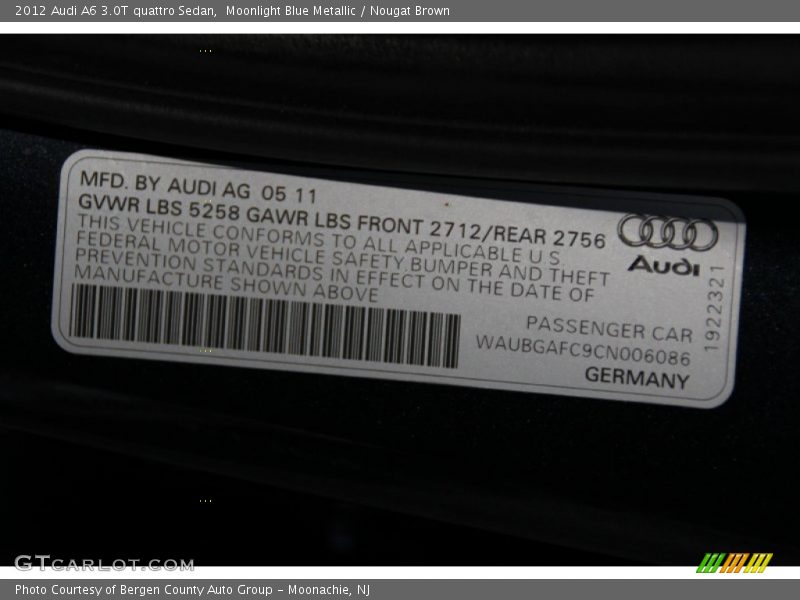 2012 Audi A6 3.0T quattro Sedan,  Moonlight Blue Metallic / Nougat Brown
MFD. BY AUDI AG 05 11
GVWR LBS 5258 GAWR LBS FRONT 2712/REAR 2756
THIS VEHICLE CONFORMS TO ALL APPLICABLE U S
FEDERAL MOTOR VEHICLE SAFETY BUMPER AND THEFT
PREVENTION STANDARDS IN EFFECT ON THE DATE OF
MANUFACTURE SHOWN ABOVE
Audi
1922321
PASSENGER CAR
WAUBGAFC9CN006086
GERMANY
GTCARLOT.COM
Photo Courtesy of Bergen County Auto Group - Moonachie, NJ